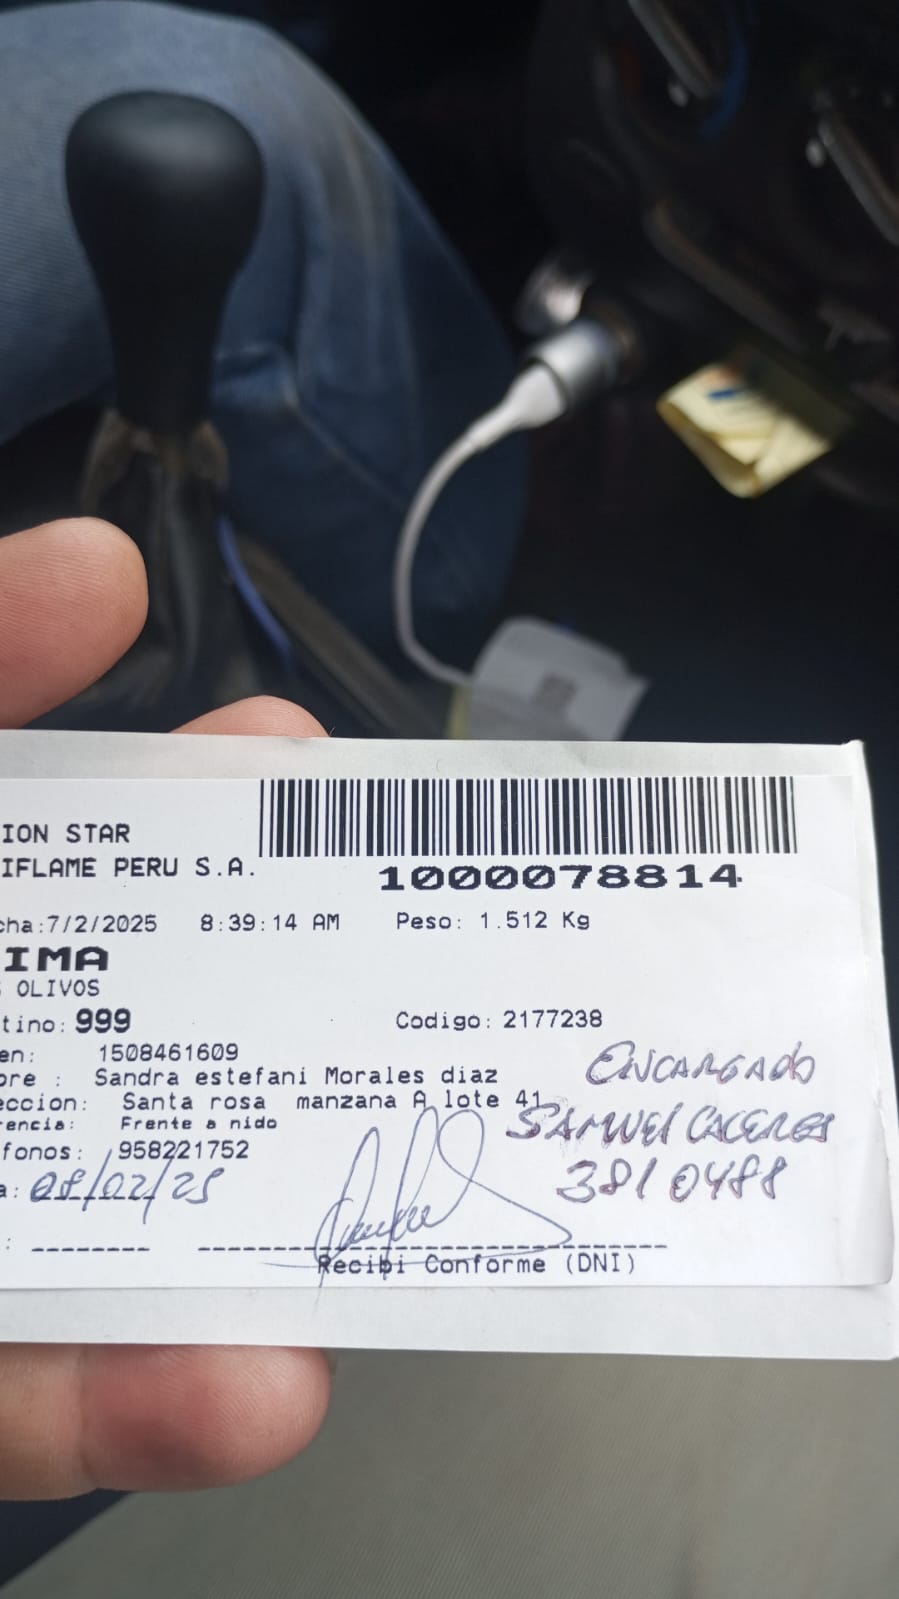 ION STAR
IFLAME PERU S.A.
1000078814
cha:7/2/2025 8:39:14 AM Peso: 1.512 Kg
IMA
S OLIVOS
tino: 999 Codigo: 2177238
en: 1508461609
bre : Sandra estefani Morales diaz
eccion: Santa rosa manzana A lote 41
rencia: Frente a nido
fonos: 958221752
a: 08/02/25
ENCARGADO
SAMUEL CACERES
3810488
Recibi Conforme (DNI)